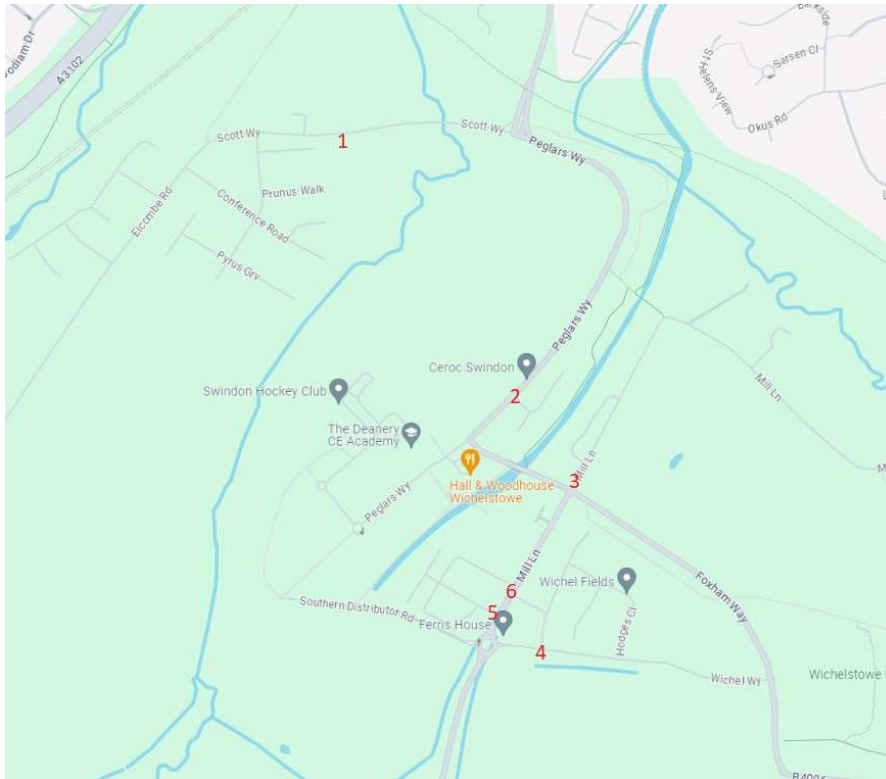 A3102
Sarsen Cl
St Helens View
Okus Rd
Scott Wy
1
Scott Wy
Peglars Wy
Prunus Walk
Conference Road
Pyrus Grv
Peglars Wy
Mill Ln
Ceroc Swindon
2
Swindon Hockey Club
The Deanery
CE Academy
Hall & Woodhouse
Wichelstowe
Mill Ln
3
Peglars Wy
Mill Ln
6
Wichel Fields
Foxham Way
Southern Distributor Rd
5
Ferris House
Hodges Cl
4
Wichel Wy
Wichelstowe